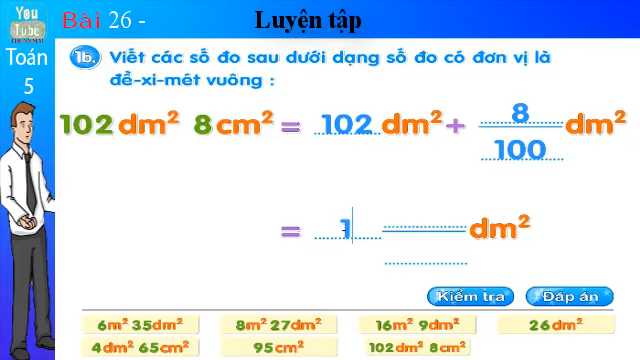 You
Tube
THUẬN MAI
Bài 26 -
Luyện tập
Toán
5
1b. Viết các số đo sau dưới dạng số đo có đơn vị là
đề-xi-mét vuông :
102 dm² 8 cm² = 102 dm² + 8/100 dm²
= 1 dm²
Kiểm tra
Đáp án
6m² 35dm²
8m² 27dm²
16m² 9dm²
26dm²
4dm² 65cm²
95cm²
102dm² 8cm²